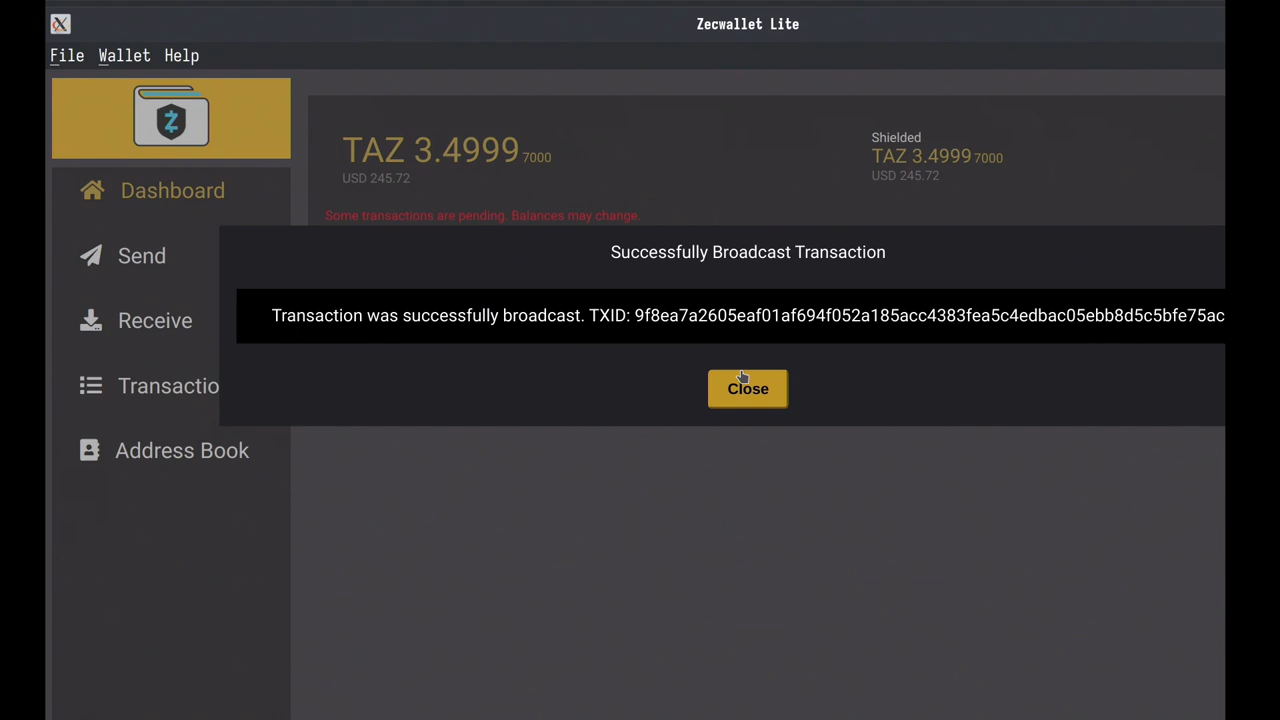 Zecwallet Lite
File Wallet Help
TAZ 3.4999 7000
USD 245.72
Shielded
TAZ 3.4999 7000
USD 245.72
Some transactions are pending. Balances may change.
Dashboard
Send
Receive
Transactio
Address Book
Successfully Broadcast Transaction
Transaction was successfully broadcast. TXID: 9f8ea7a2605eaf01af694f052a185acc4383fea5c4edbac05ebb8d5c5bfe75ac
Close